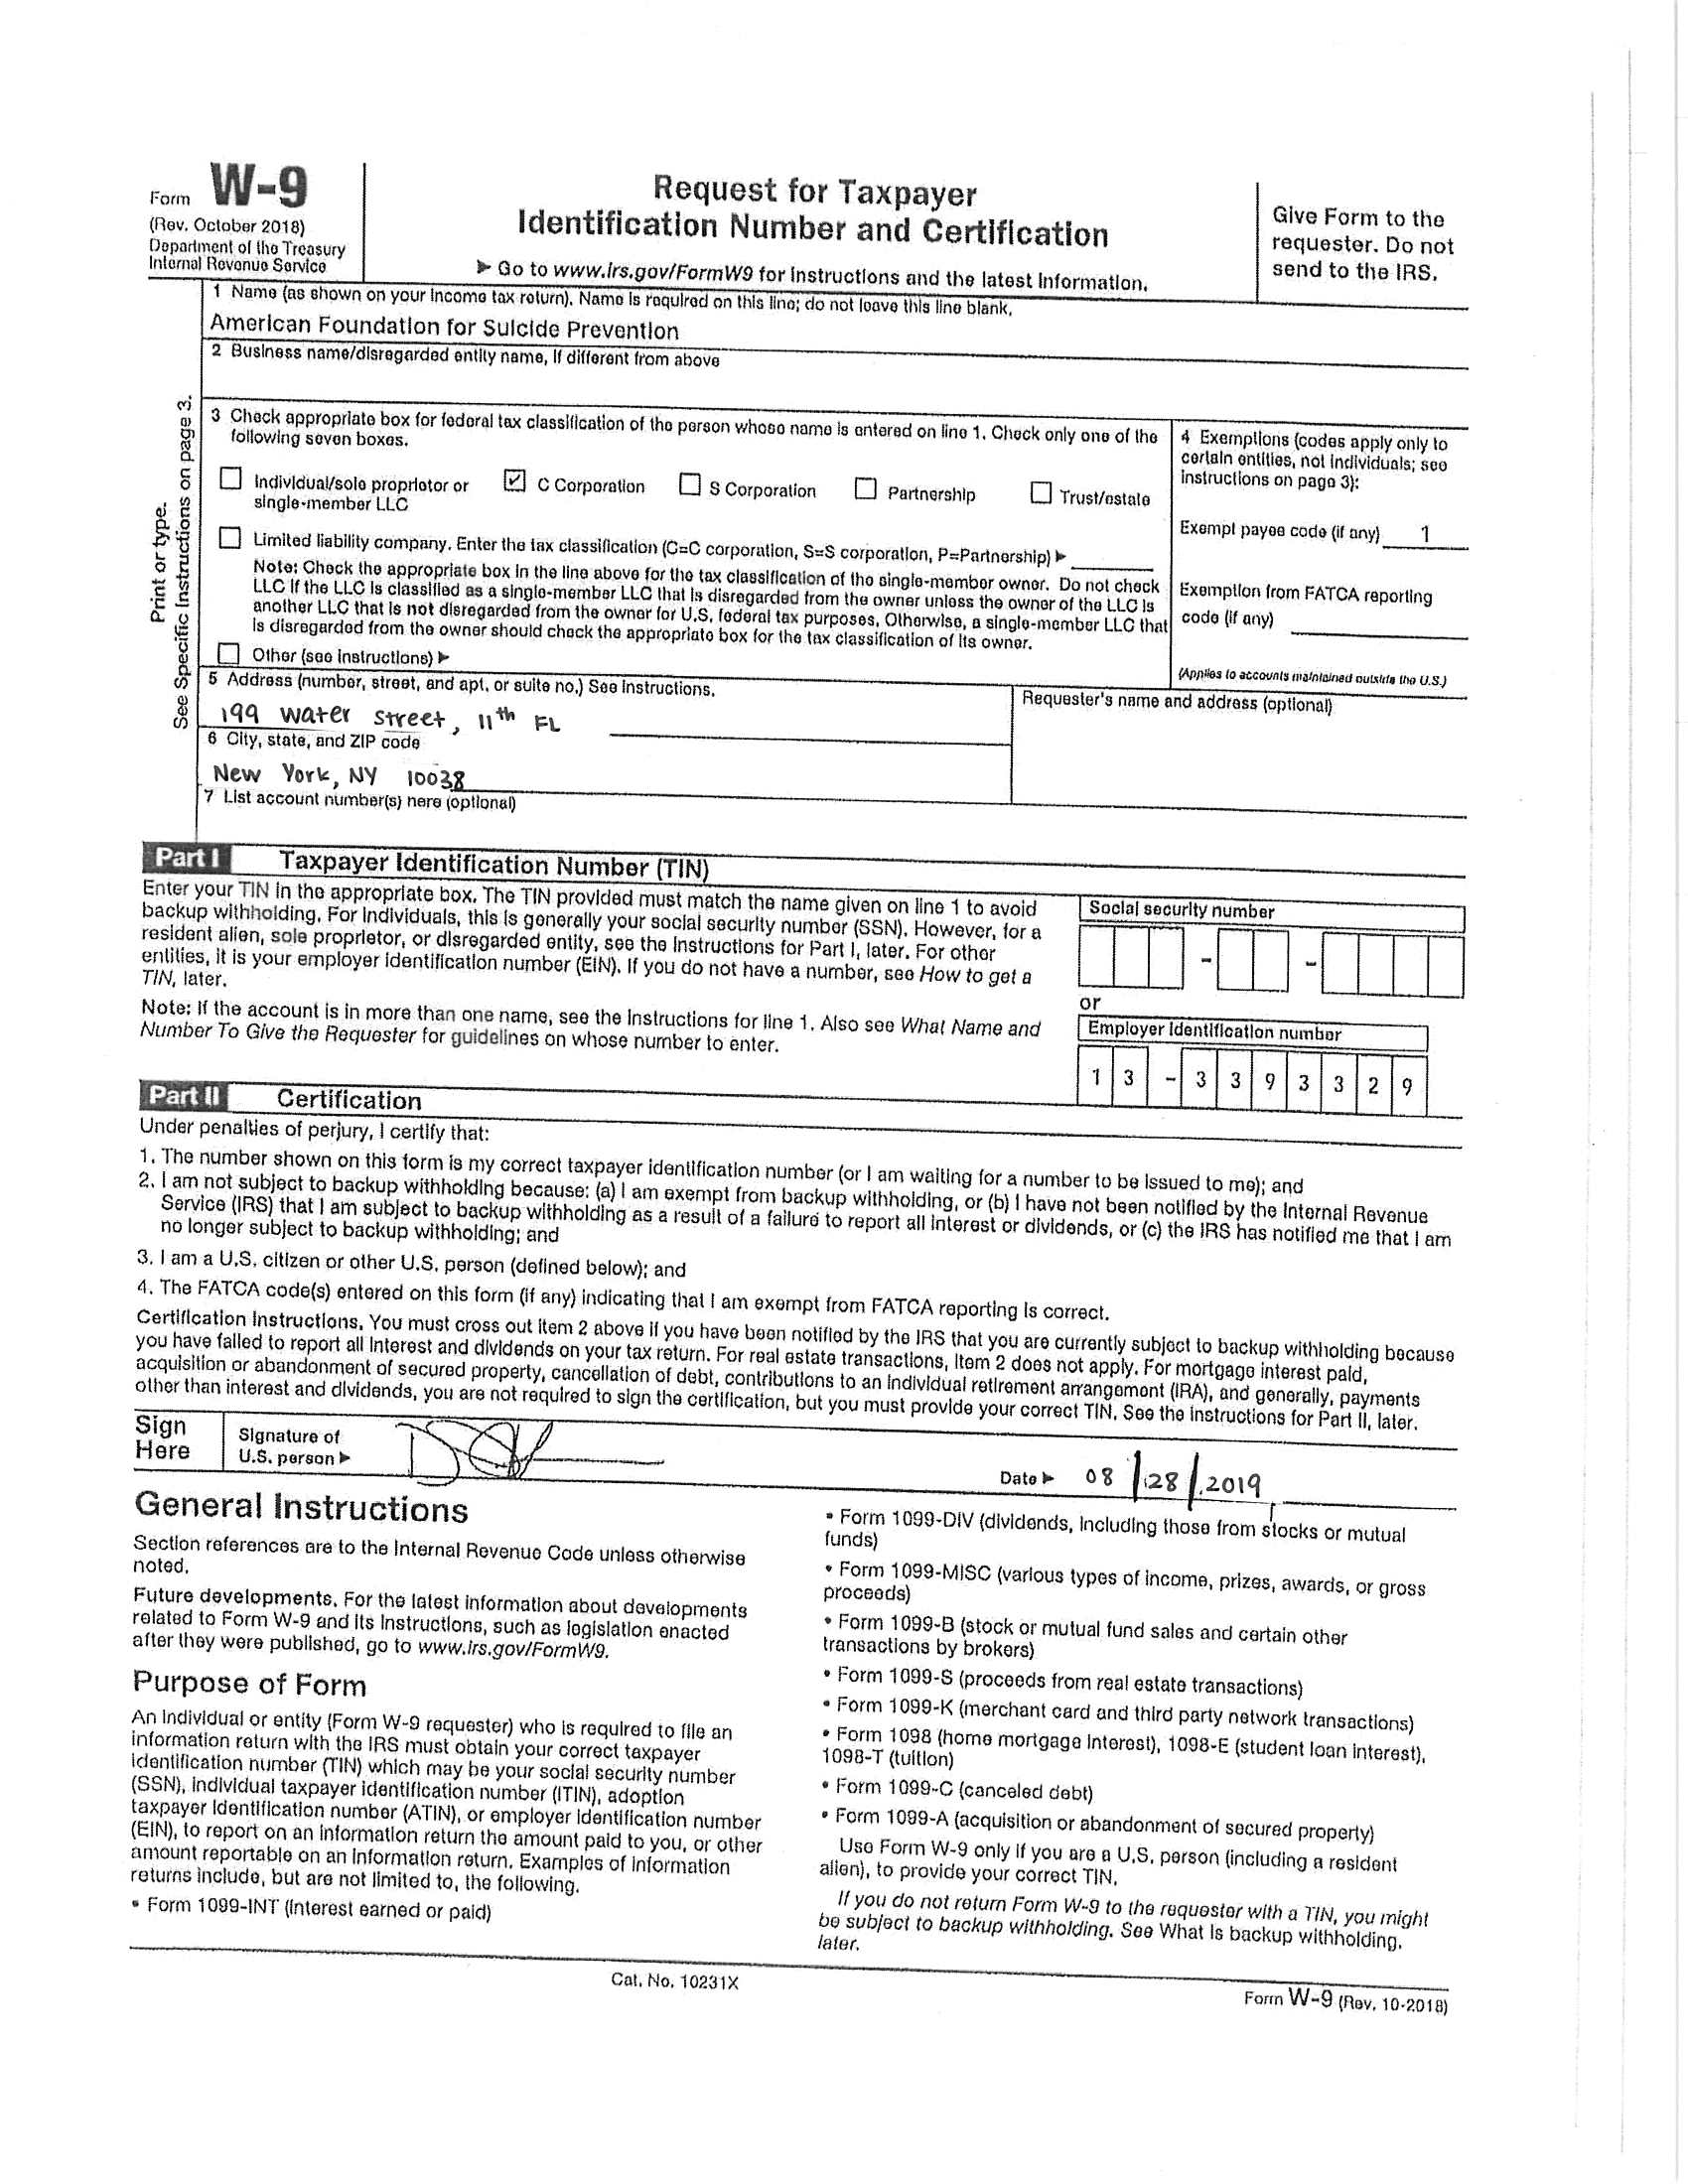 Form W-9
(Rev. October 2018)
Department of the Treasury
Internal Revenue Service
Request for Taxpayer
Identification Number and Certification
► Go to www.irs.gov/FormW9 for instructions and the latest information.
Give Form to the
requester. Do not
send to the IRS.
Print or type.
See Specific Instructions on page 3.
1 Name (as shown on your income tax return). Name is required on this line; do not leave this line blank.
American Foundation for Suicide Prevention
2 Business name/disregarded entity name, if different from above
3 Check appropriate box for federal tax classification of the person whose name is entered on line 1. Check only one of the
following seven boxes.
☐ Individual/sole proprietor or
single-member LLC
☑ C Corporation ☐ S Corporation ☐ Partnership ☐ Trust/estate
☐ Limited liability company. Enter the tax classification (C=C corporation, S=S corporation, P=Partnership) ►
Note: Check the appropriate box in the line above for the tax classification of the single-member owner. Do not check
LLC if the LLC is classified as a single-member LLC that is disregarded from the owner unless the owner of the LLC is
another LLC that is not disregarded from the owner for U.S. federal tax purposes. Otherwise, a single-member LLC that
is disregarded from the owner should check the appropriate box for the tax classification of its owner.
☐ Other (see instructions) ►
4 Exemptions (codes apply only to
certain entities, not individuals; see
instructions on page 3):
Exempt payee code (if any) 1
Exemption from FATCA reporting
code (if any)
(Applies to accounts maintained outside the U.S.)
5 Address (number, street, and apt. or suite no.) See instructions.
199 Water Street, 11th FL
Requester's name and address (optional)
6 City, state, and ZIP code
New York, NY 10038
7 List account number(s) here (optional)
Part I Taxpayer Identification Number (TIN)
Enter your TIN in the appropriate box. The TIN provided must match the name given on line 1 to avoid
backup withholding. For individuals, this is generally your social security number (SSN). However, for a
resident alien, sole proprietor, or disregarded entity, see the instructions for Part I, later. For other
entities, it is your employer identification number (EIN). If you do not have a number, see How to get a
TIN, later.
Note: If the account is in more than one name, see the instructions for line 1. Also see What Name and
Number To Give the Requester for guidelines on whose number to enter.
Social security number
- -
or
Employer identification number
1 3 - 3 3 9 3 3 2 9
Part II Certification
Under penalties of perjury, I certify that:
1. The number shown on this form is my correct taxpayer identification number (or I am waiting for a number to be issued to me); and
2. I am not subject to backup withholding because: (a) I am exempt from backup withholding, or (b) I have not been notified by the Internal Revenue
Service (IRS) that I am subject to backup withholding as a result of a failure to report all interest or dividends, or (c) the IRS has notified me that I am
no longer subject to backup withholding; and
3. I am a U.S. citizen or other U.S. person (defined below); and
4. The FATCA code(s) entered on this form (if any) indicating that I am exempt from FATCA reporting is correct.
Certification instructions. You must cross out item 2 above if you have been notified by the IRS that you are currently subject to backup withholding because
you have failed to report all interest and dividends on your tax return. For real estate transactions, item 2 does not apply. For mortgage interest paid,
acquisition or abandonment of secured property, cancellation of debt, contributions to an individual retirement arrangement (IRA), and generally, payments
other than interest and dividends, you are not required to sign the certification, but you must provide your correct TIN. See the instructions for Part II, later.
Sign
Here
Signature of
U.S. person ►
Date ► 08/28/2019
General Instructions
Section references are to the Internal Revenue Code unless otherwise
noted.
Future developments. For the latest information about developments
related to Form W-9 and its instructions, such as legislation enacted
after they were published, go to www.irs.gov/FormW9.
Purpose of Form
An individual or entity (Form W-9 requester) who is required to file an
information return with the IRS must obtain your correct taxpayer
identification number (TIN) which may be your social security number
(SSN), individual taxpayer identification number (ITIN), adoption
taxpayer identification number (ATIN), or employer identification number
(EIN), to report on an information return the amount paid to you, or other
amount reportable on an information return. Examples of information
returns include, but are not limited to, the following.
• Form 1099-INT (interest earned or paid)
• Form 1099-DIV (dividends, including those from stocks or mutual
funds)
• Form 1099-MISC (various types of income, prizes, awards, or gross
proceeds)
• Form 1099-B (stock or mutual fund sales and certain other
transactions by brokers)
• Form 1099-S (proceeds from real estate transactions)
• Form 1099-K (merchant card and third party network transactions)
• Form 1098 (home mortgage interest), 1098-E (student loan interest),
1098-T (tuition)
• Form 1099-C (canceled debt)
• Form 1099-A (acquisition or abandonment of secured property)
Use Form W-9 only if you are a U.S. person (including a resident
alien), to provide your correct TIN.
If you do not return Form W-9 to the requester with a TIN, you might
be subject to backup withholding. See What is backup withholding,
later.
Cat. No. 10231X
Form W-9 (Rev. 10-2018)